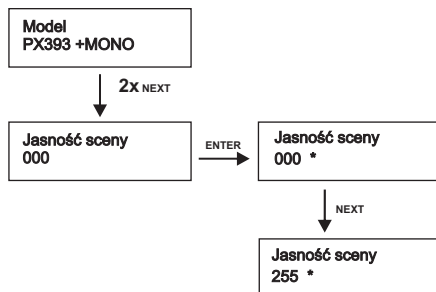 Model
PX393 +MONO
2x NEXT
Jasność sceny
000
ENTER
Jasność sceny
000 *
NEXT
Jasność sceny
255 *